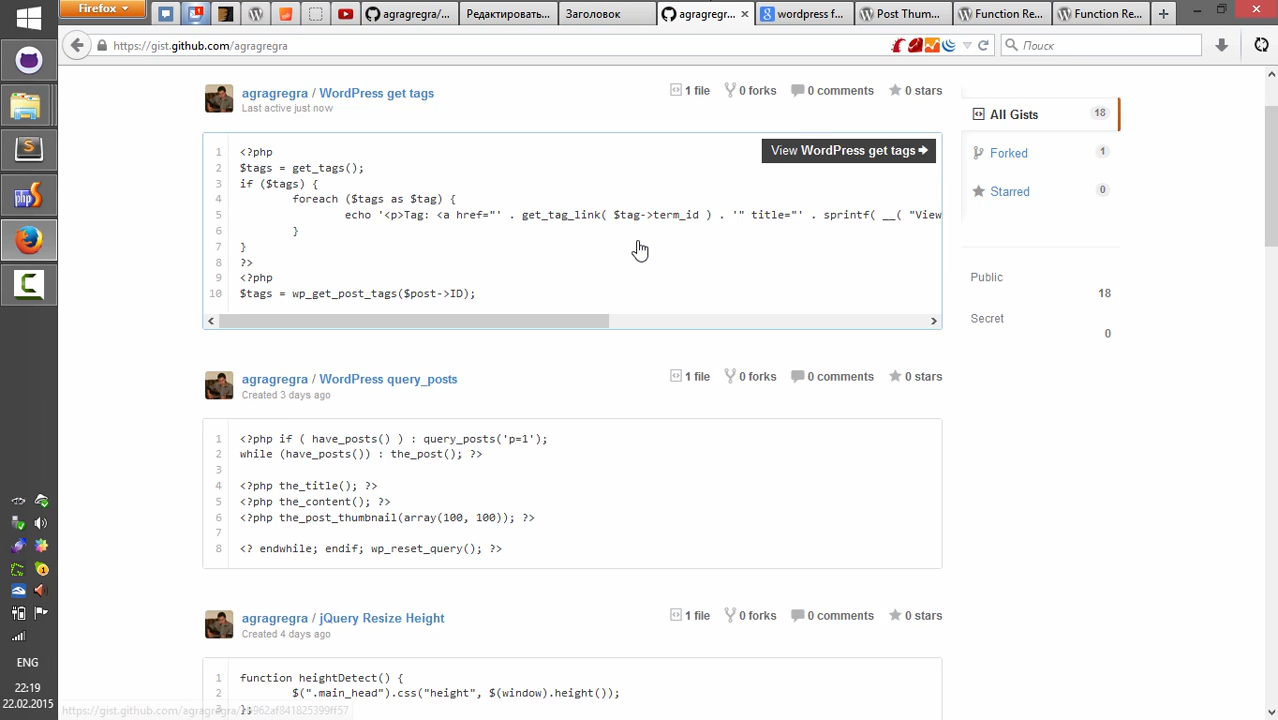 Firefox
agragregra/...
Редактировать...
Заголовок
agragregr...
wordpress f...
Post Thum...
Function Re...
Function Re...
https://gist.github.com/agragregra
Поиск
agragregra / WordPress get tags
Last active just now
1 file 0 forks 0 comments 0 stars
View WordPress get tags
1 <?php
2 $tags = get_tags();
3 if ($tags) {
4 foreach ($tags as $tag) {
5 echo '<p>Tag: <a href="' . get_tag_link( $tag->term_id ) . '" title="' . sprintf( __( "View
6 }
7 }
8 ?>
9 <?php
10 $tags = wp_get_post_tags($post->ID);
All Gists 18
Forked 1
Starred 0
Public
18
Secret
0
agragregra / WordPress query_posts
Created 3 days ago
1 file 0 forks 0 comments 0 stars
1 <?php if ( have_posts() ) : query_posts('p=1');
2 while (have_posts()) : the_post(); ?>
3
4 <?php the_title(); ?>
5 <?php the_content(); ?>
6 <?php the_post_thumbnail(array(100, 100)); ?>
7
8 <? endwhile; endif; wp_reset_query(); ?>
agragregra / jQuery Resize Height
Created 4 days ago
1 file 0 forks 0 comments 0 stars
1 function heightDetect() {
2 $(".main_head").css("height", $(window).height());
3 };
ENG
22:19
22.02.2015